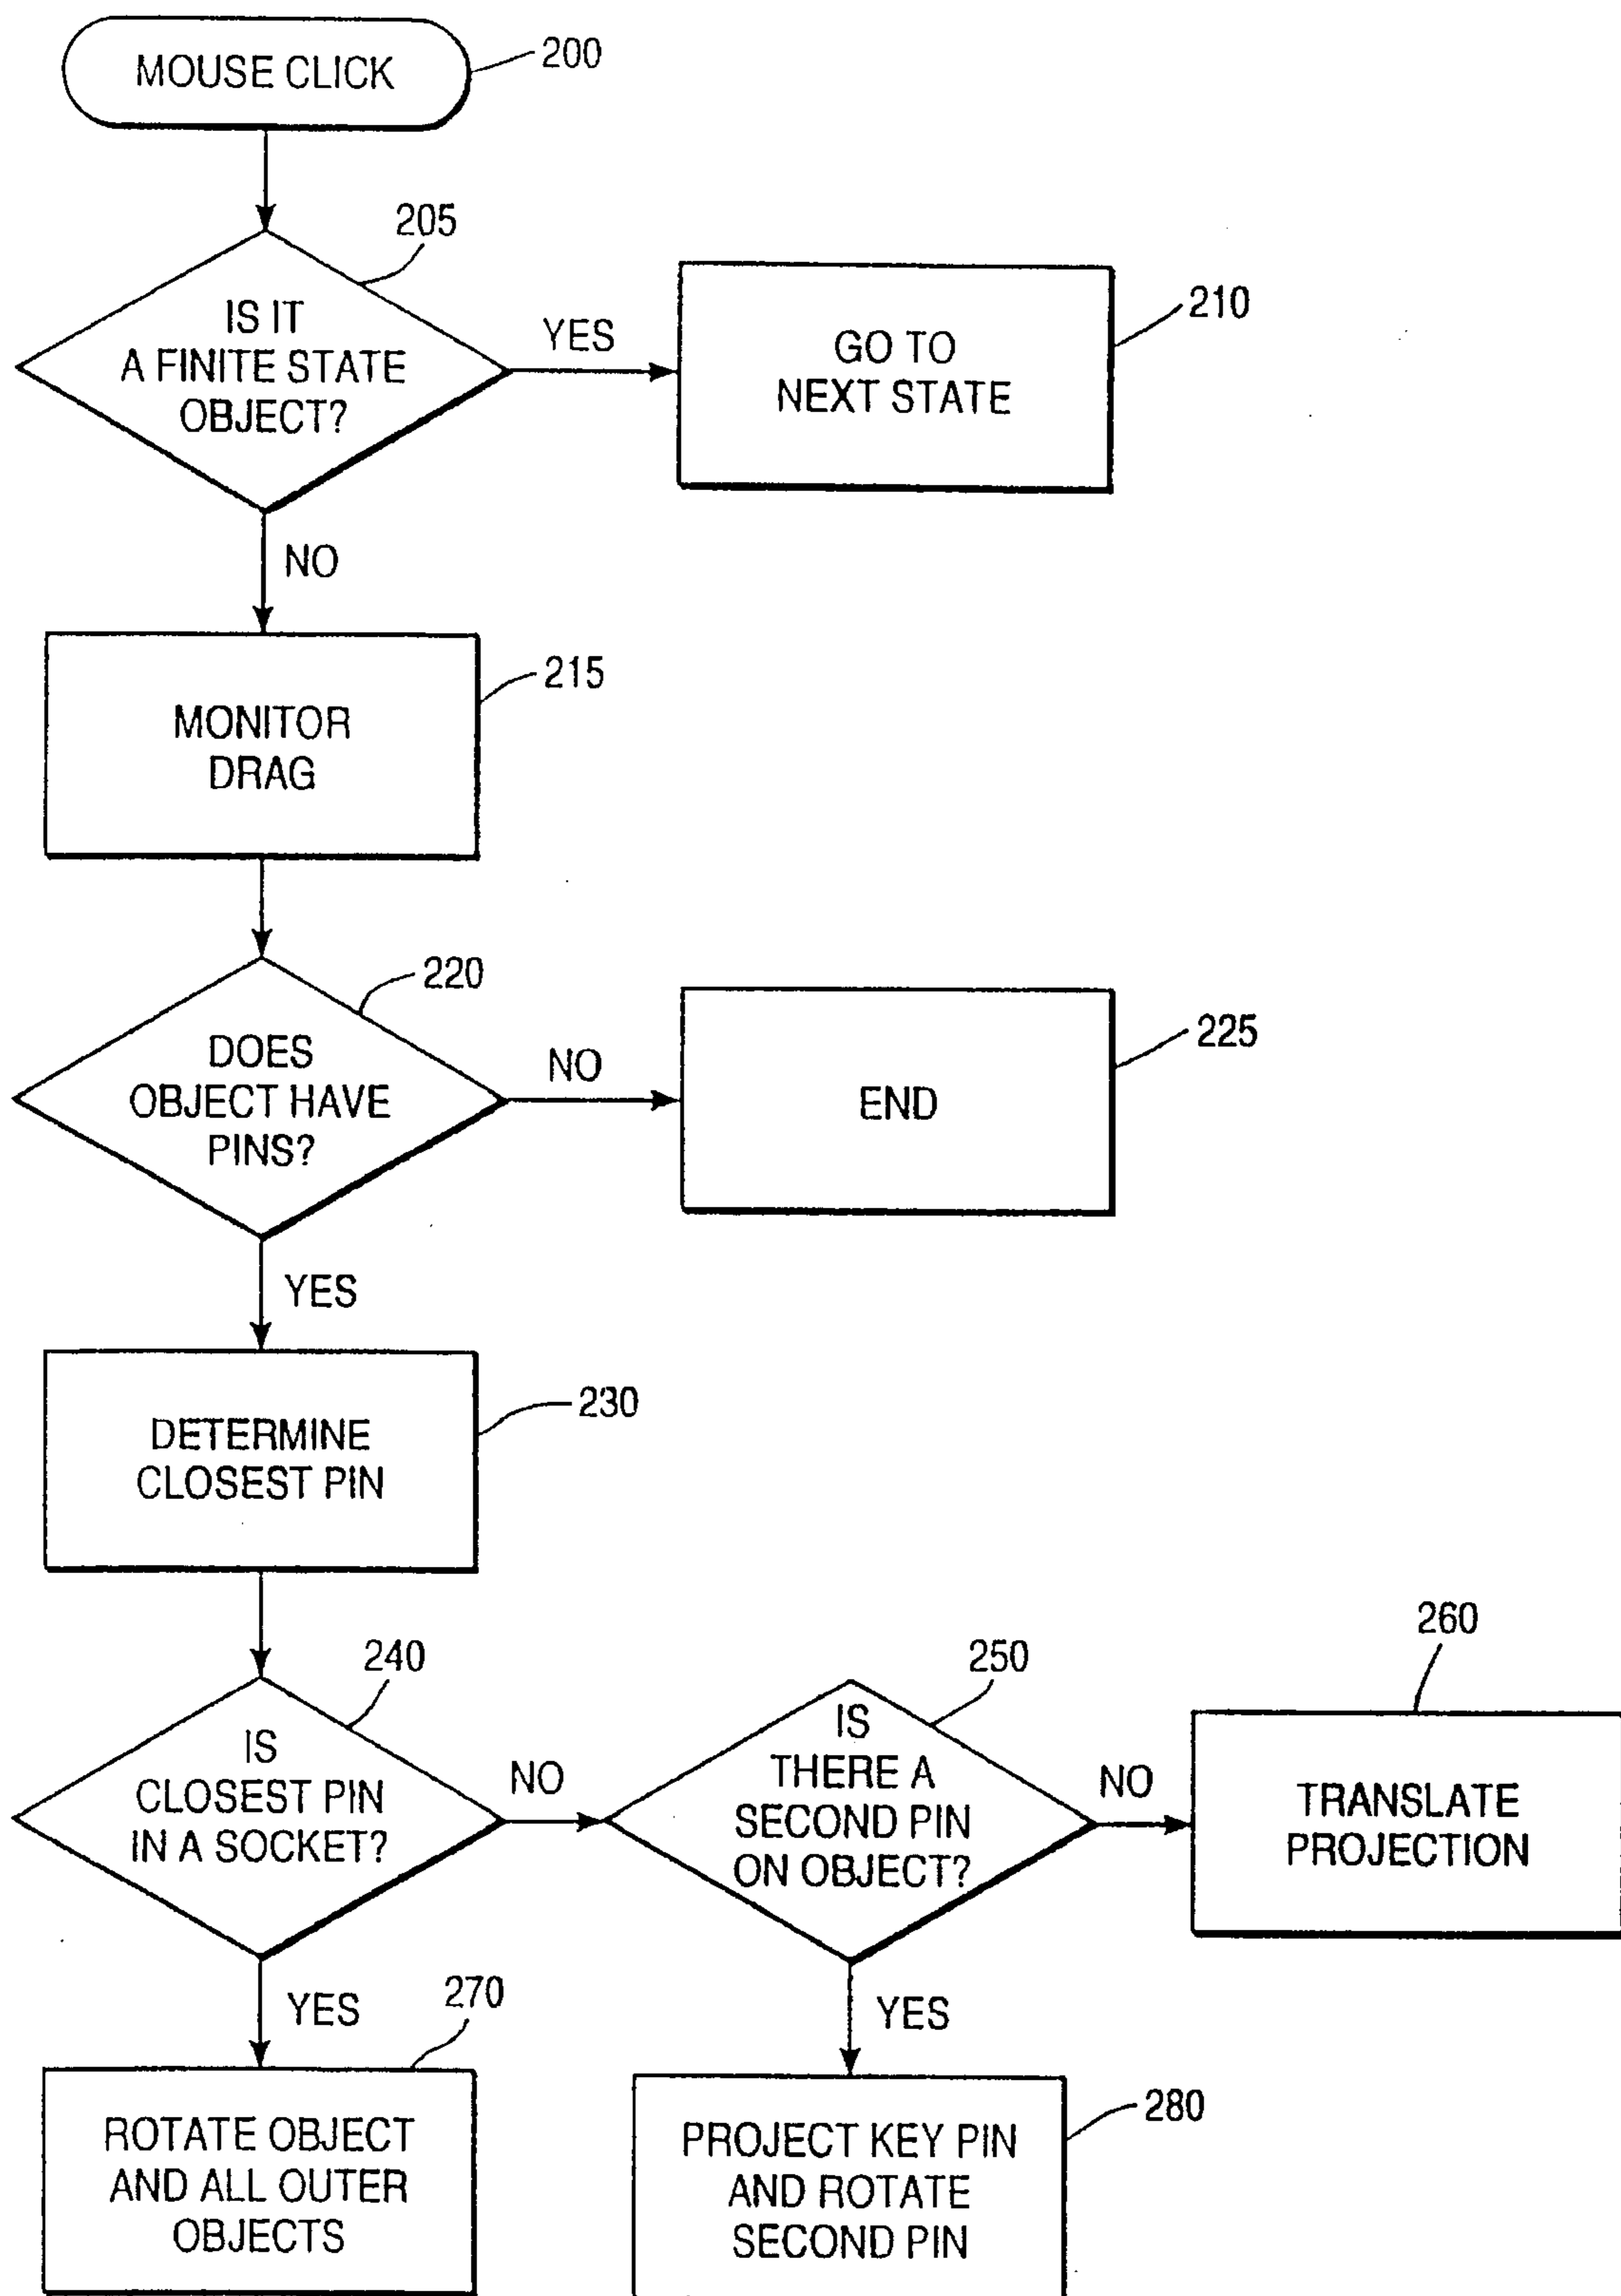 MOUSE CLICK
200
205
IS IT
A FINITE STATE
OBJECT?
YES
GO TO
NEXT STATE
210
NO
MONITOR
DRAG
215
220
DOES
OBJECT HAVE
PINS?
NO
END
225
YES
DETERMINE
CLOSEST PIN
230
240
IS
CLOSEST PIN
IN A SOCKET?
NO
250
IS
THERE A
SECOND PIN
ON OBJECT?
NO
260
TRANSLATE
PROJECTION
YES
270
ROTATE OBJECT
AND ALL OUTER
OBJECTS
YES
280
PROJECT KEY PIN
AND ROTATE
SECOND PIN